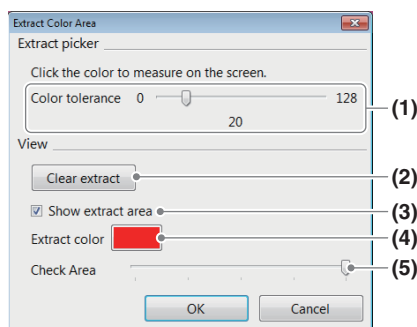 Extract Color Area
Extract picker
Click the color to measure on the screen.
Color tolerance 0 128 (1)
20
View
Clear extract (2)
Show extract area (3)
Extract color (4)
Check Area (5)
OK Cancel